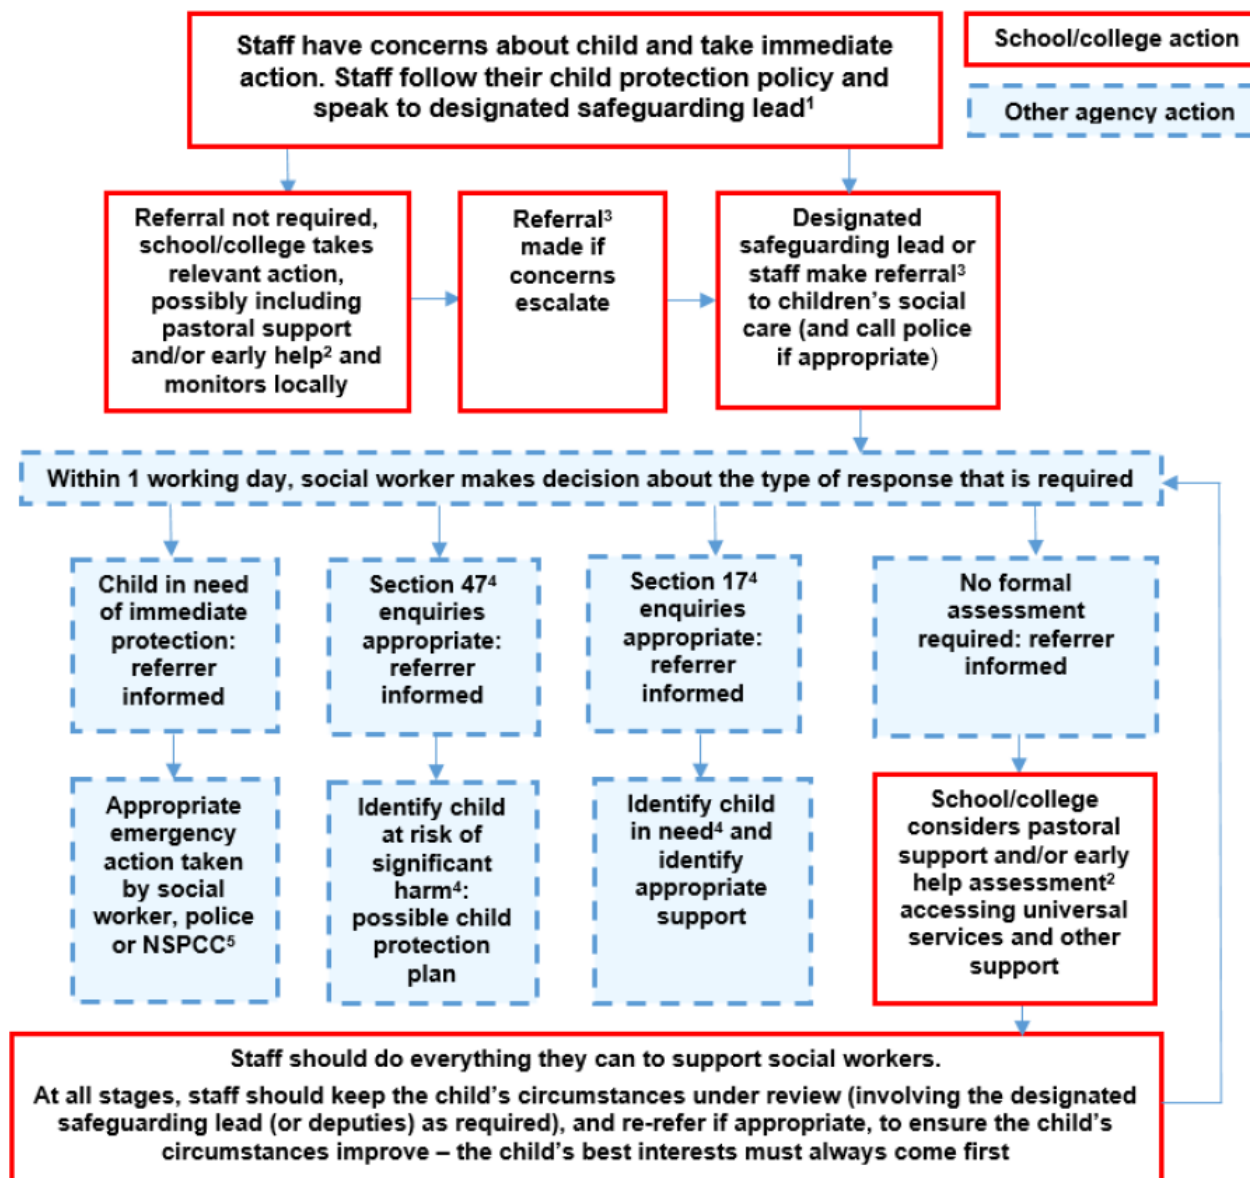 Staff have concerns about child and take immediate
action. Staff follow their child protection policy and
speak to designated safeguarding lead¹
School/college action
Other agency action
Referral not required,
school/college takes
relevant action,
possibly including
pastoral support
and/or early help² and
monitors locally
Referral³
made if
concerns
escalate
Designated
safeguarding lead or
staff make referral³
to children’s social
care (and call police
if appropriate)
Within 1 working day, social worker makes decision about the type of response that is required
Child in need
of immediate
protection:
referrer
informed
Section 47⁴
enquiries
appropriate:
referrer
informed
Section 17⁴
enquiries
appropriate:
referrer
informed
No formal
assessment
required: referrer
informed
Appropriate
emergency
action taken
by social
worker, police
or NSPCC⁵
Identify child
at risk of
significant
harm⁴:
possible child
protection
plan
Identify child
in need⁴ and
identify
appropriate
support
School/college
considers pastoral
support and/or early
help assessment²
accessing universal
services and other
support
Staff should do everything they can to support social workers.
At all stages, staff should keep the child’s circumstances under review (involving the designated
safeguarding lead (or deputies) as required), and re-refer if appropriate, to ensure the child’s
circumstances improve – the child’s best interests must always come first